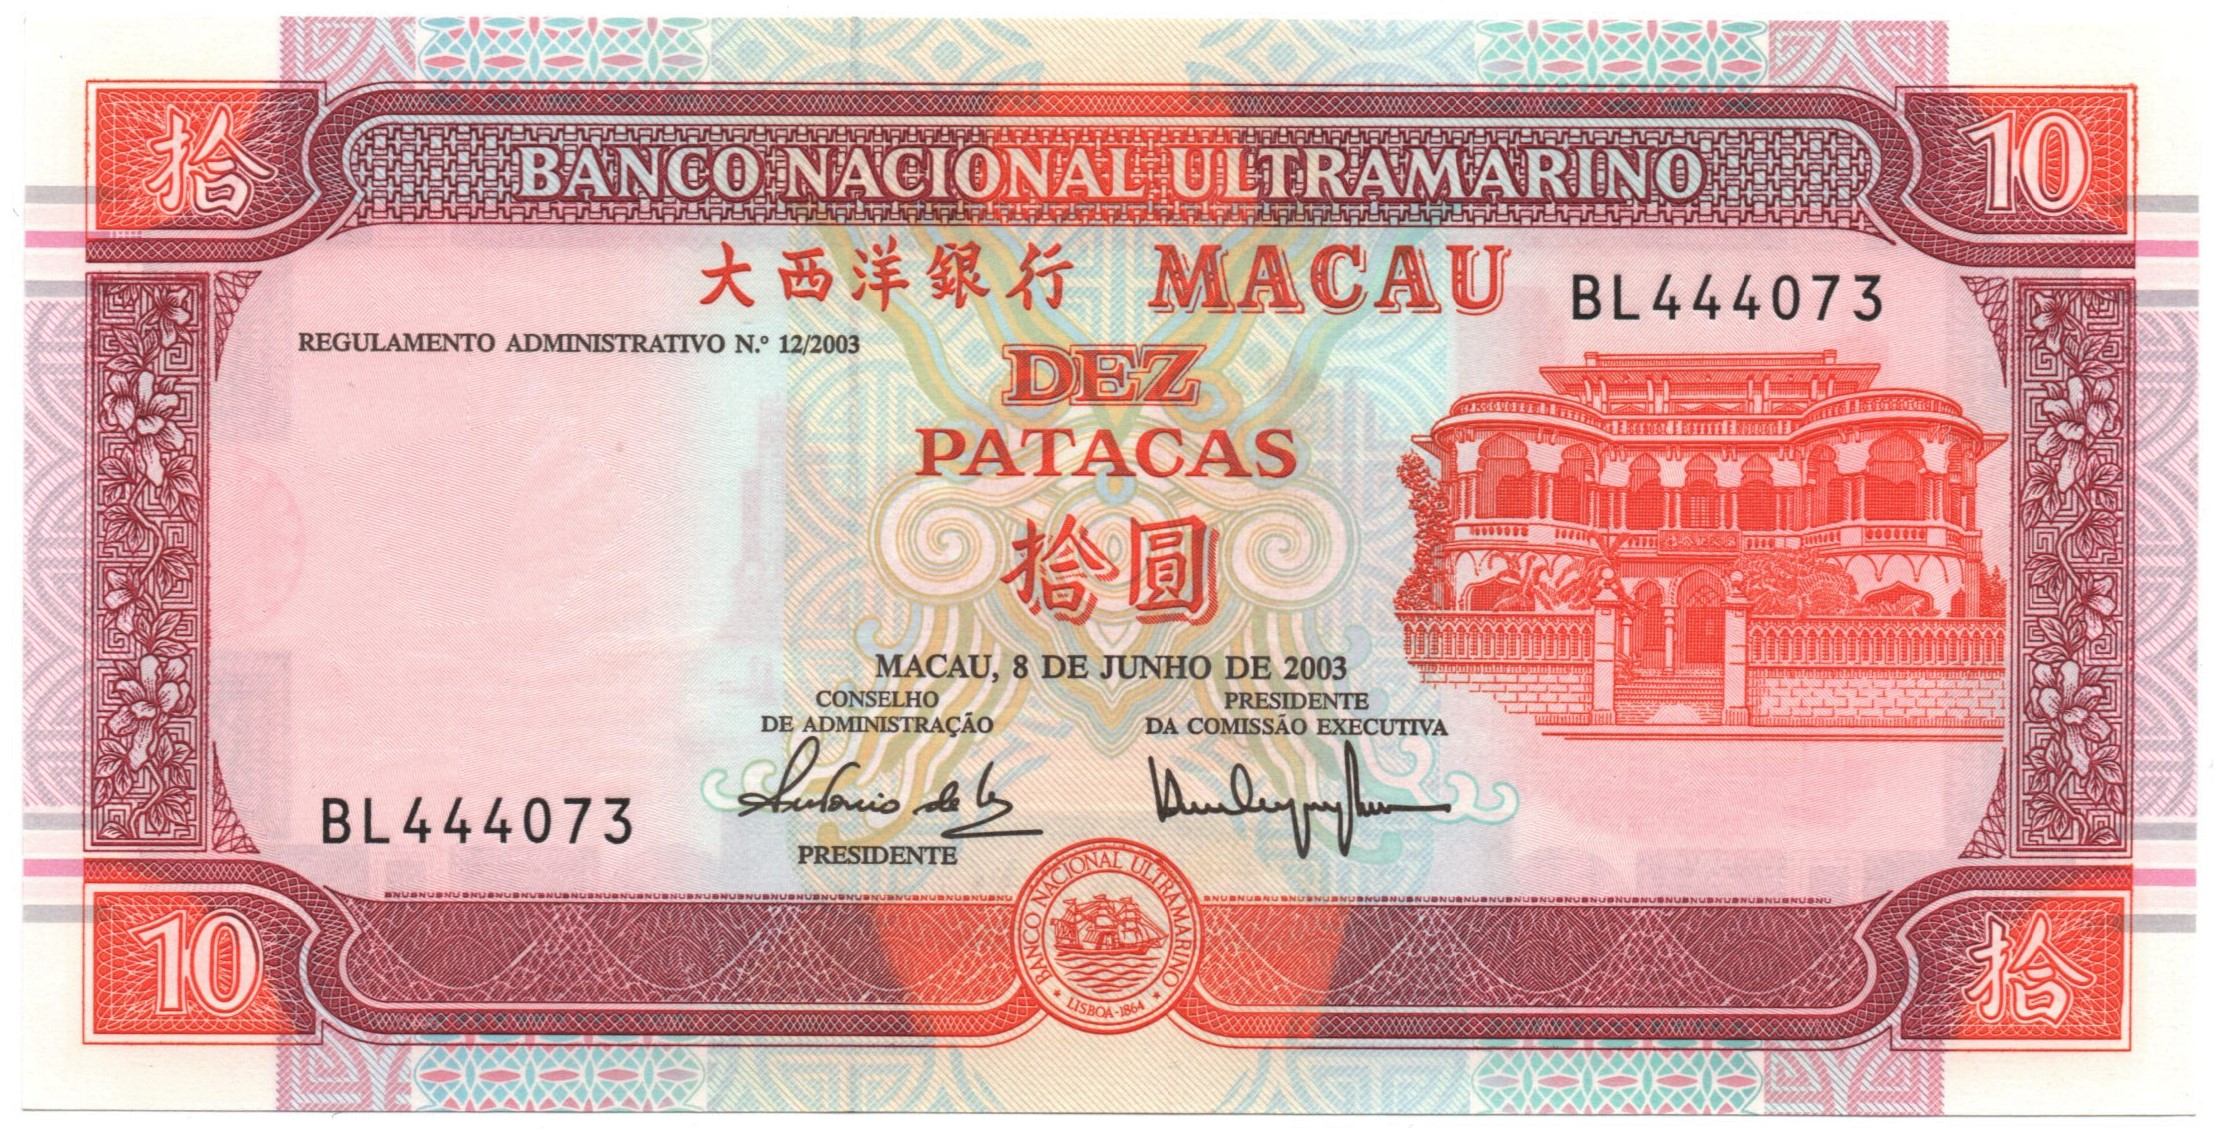 拾
BANCO NACIONAL ULTRAMARINO
10
大西洋銀行 MACAU
BL444073
REGULAMENTO ADMINISTRATIVO N.º 12/2003
DEZ
PATACAS
拾圓
MACAU, 8 DE JUNHO DE 2003
CONSELHO
DE ADMINISTRAÇÃO
PRESIDENTE
DA COMISSÃO EXECUTIVA
BL444073
PRESIDENTE
BNUBNUBNUBNUBNUBNUBNUBNUBNUBNU
10
BANCO NACIONAL ULTRAMARINO
LISBOA-1864
拾